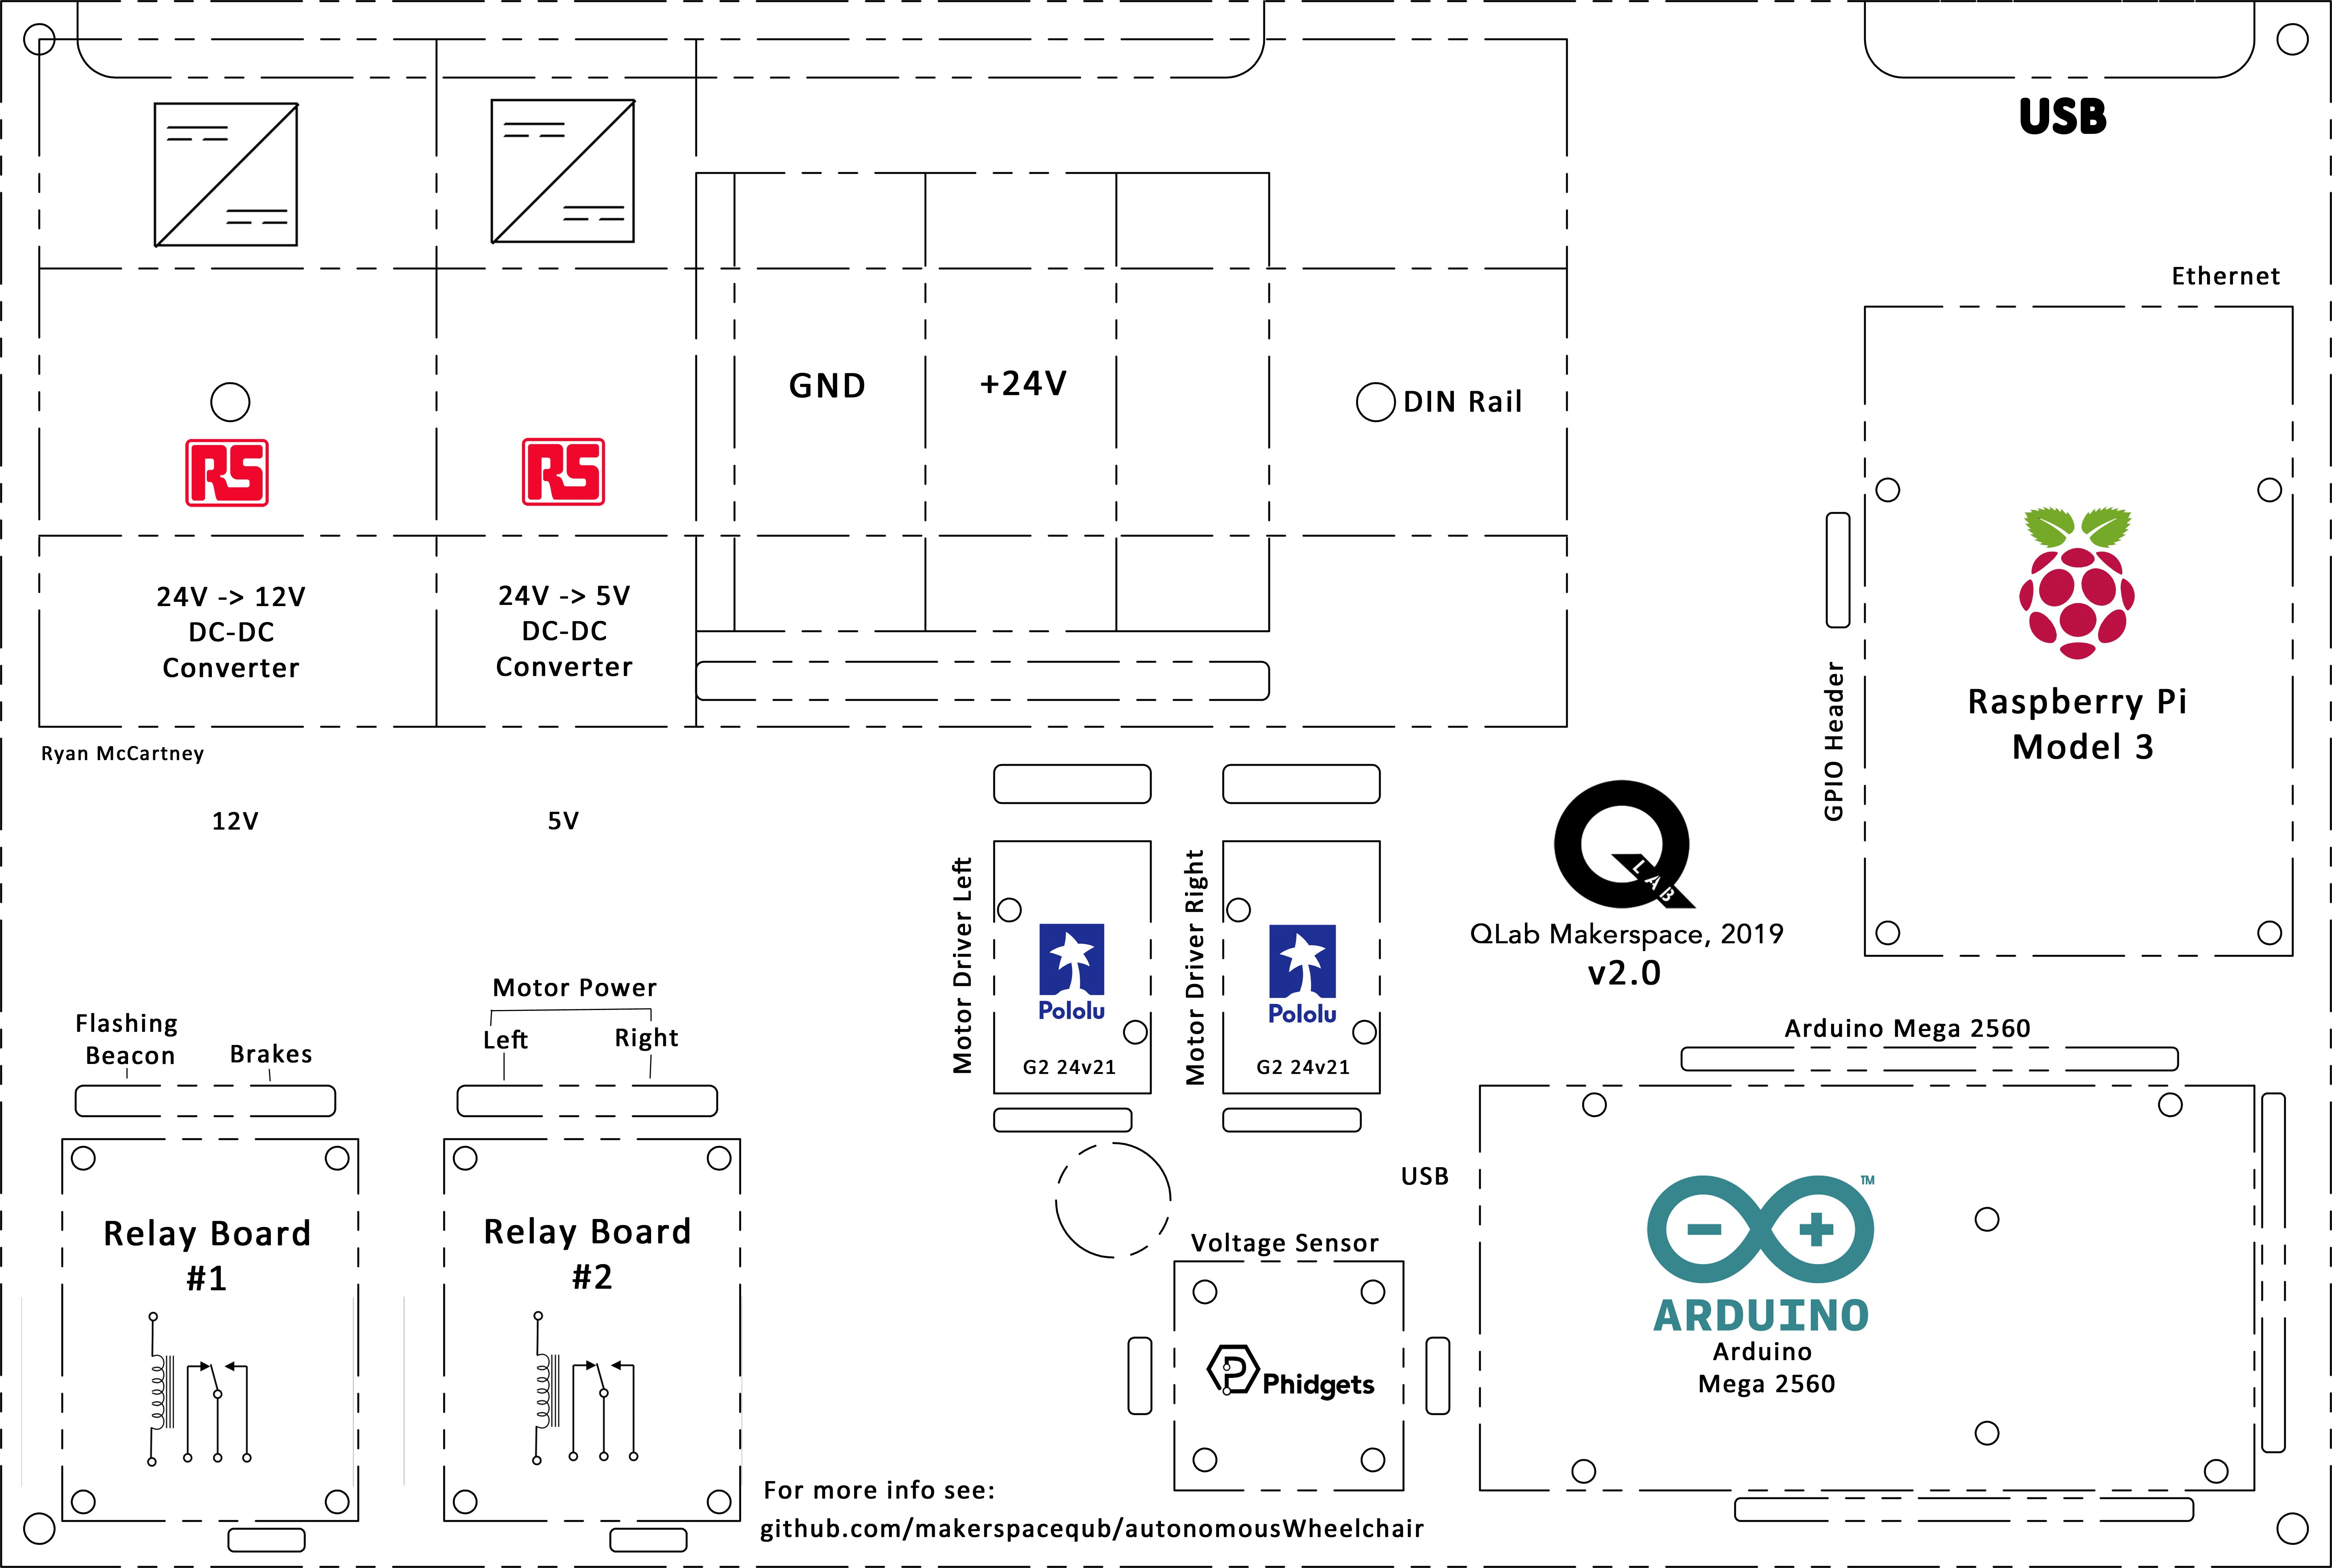 USB
Ethernet
GND
+24V
DIN Rail
RS
RS
24V -> 12V
DC-DC
Converter
24V -> 5V
DC-DC
Converter
GPIO Header
Raspberry Pi
Model 3
Ryan McCartney
12V
5V
Motor Driver Left
Pololu
G2 24v21
Motor Driver Right
Pololu
G2 24v21
LAB
QLab Makerspace, 2019
v2.0
Flashing
Beacon
Brakes
Motor Power
Left
Right
Arduino Mega 2560
Relay Board
#1
Relay Board
#2
USB
Voltage Sensor
Phidgets
TM
ARDUINO
Arduino
Mega 2560
For more info see:
github.com/makerspacequb/autonomousWheelchair